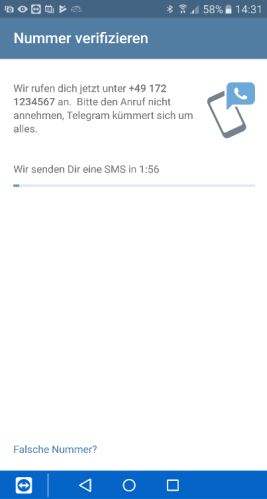 58% 14:31
Nummer verifizieren
Wir rufen dich jetzt unter +49 172
1234567 an. Bitte den Anruf nicht
annehmen, Telegram kümmert sich um
alles.
Wir senden Dir eine SMS in 1:56
Falsche Nummer?